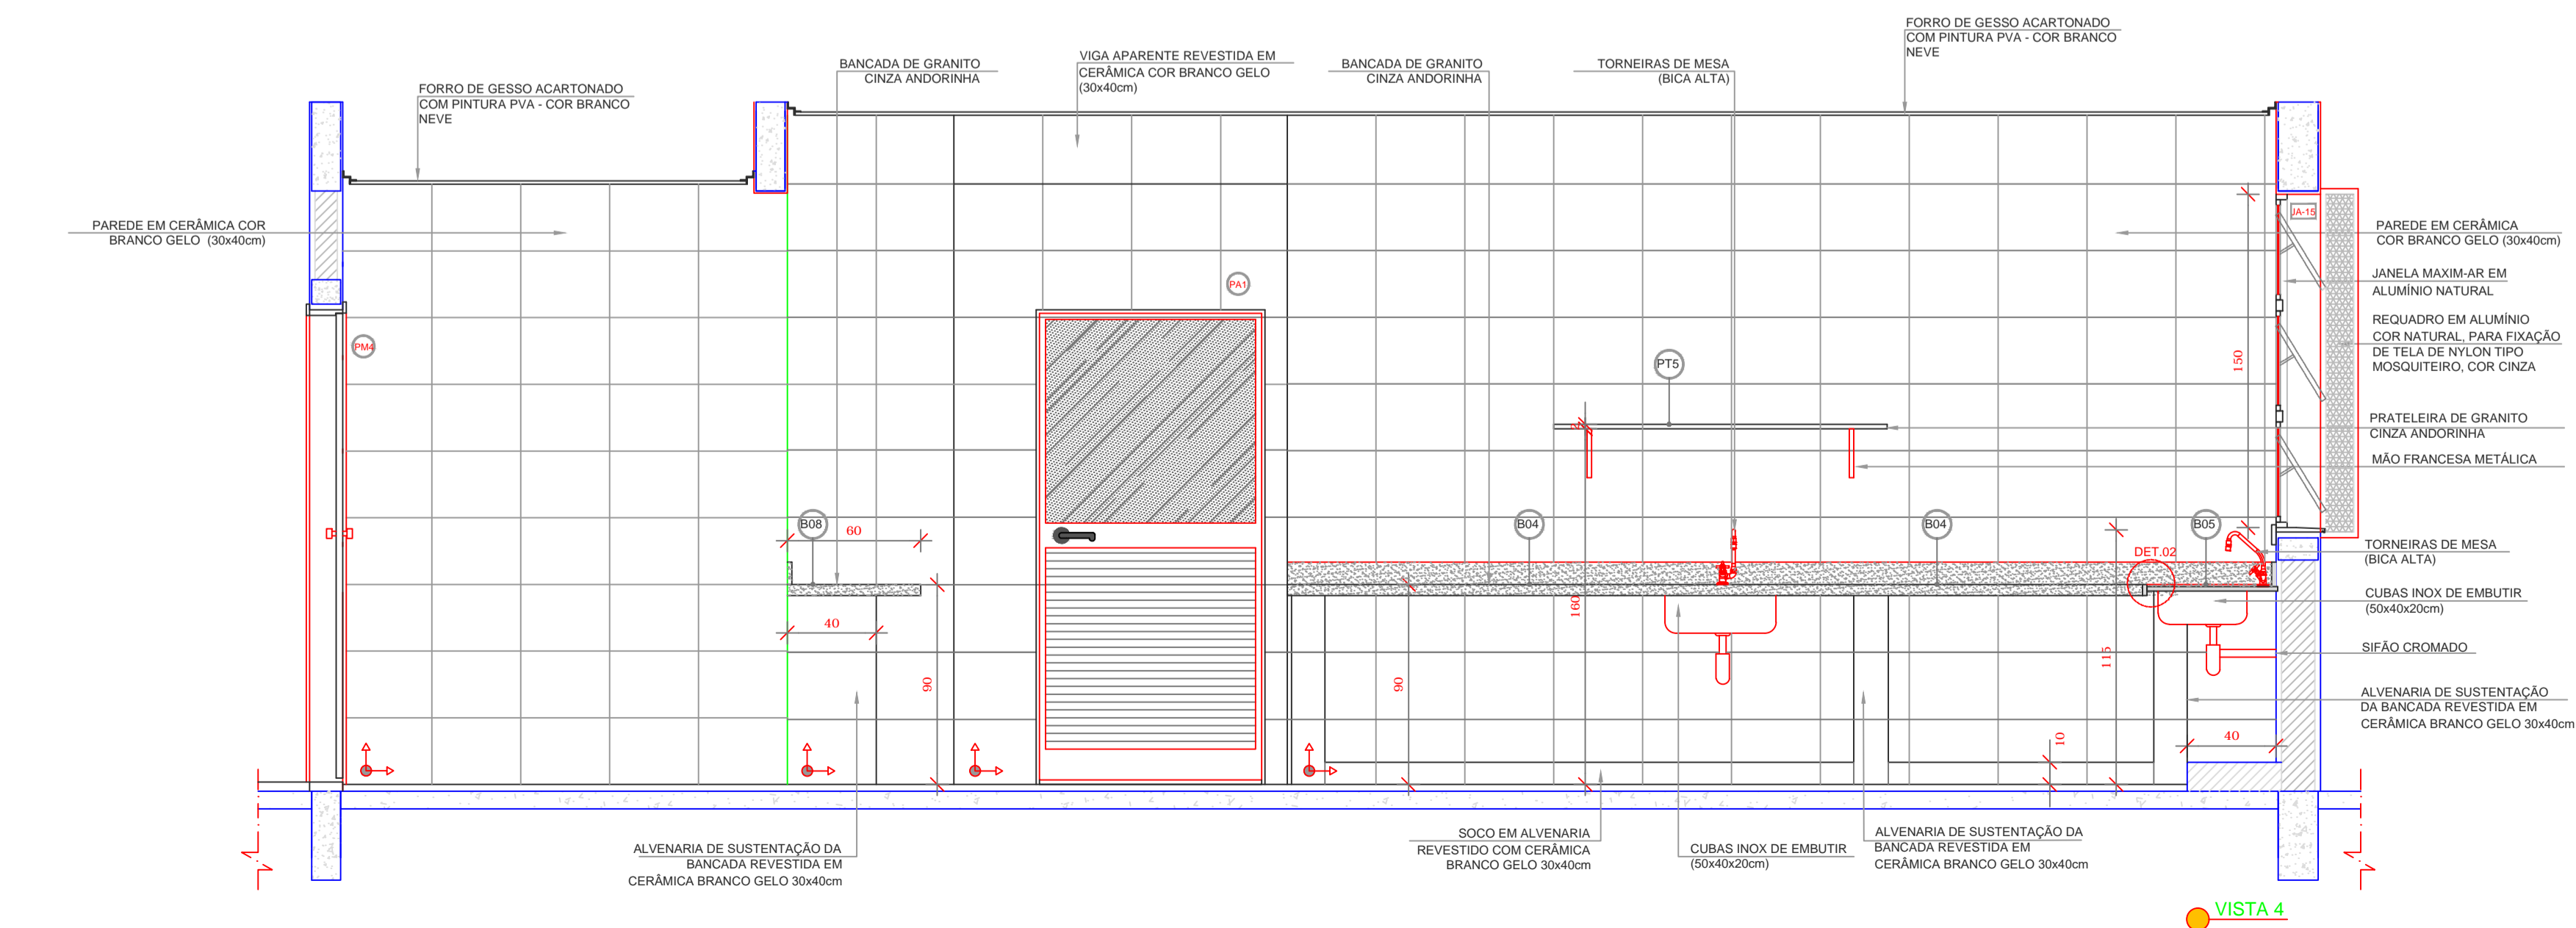 FORRO DE GESSO ACARTONADO
COM PINTURA PVA - COR BRANCO
NEVE
BANCADA DE GRANITO
CINZA ANDORINHA
VIGA APARENTE REVESTIDA EM
CERÂMICA COR BRANCO GELO
(30x40cm)
BANCADA DE GRANITO
CINZA ANDORINHA
TORNEIRAS DE MESA
(BICA ALTA)
FORRO DE GESSO ACARTONADO
COM PINTURA PVA - COR BRANCO
NEVE
PAREDE EM CERÂMICA COR
BRANCO GELO (30x40cm)
PAREDE EM CERÂMICA
COR BRANCO GELO (30x40cm)
JANELA MAXIM-AR EM
ALUMÍNIO NATURAL
REQUADRO EM ALUMÍNIO
COR NATURAL, PARA FIXAÇÃO
DE TELA DE NYLON TIPO
MOSQUITEIRO, COR CINZA
PRATELEIRA DE GRANITO
CINZA ANDORINHA
MÃO FRANCESA METÁLICA
TORNEIRAS DE MESA
(BICA ALTA)
CUBAS INOX DE EMBUTIR
(50x40x20cm)
SIFÃO CROMADO
ALVENARIA DE SUSTENTAÇÃO
DA BANCADA REVESTIDA EM
CERÂMICA BRANCO GELO 30x40cm
JA-15
PA1
PM4
PT5
150
B08
60
B04
B04
B05
DET.02
40
90
90
160
115
10
40
ALVENARIA DE SUSTENTAÇÃO DA
BANCADA REVESTIDA EM
CERÂMICA BRANCO GELO 30x40cm
SOCO EM ALVENARIA
REVESTIDO COM CERÂMICA
BRANCO GELO 30x40cm
CUBAS INOX DE EMBUTIR
(50x40x20cm)
ALVENARIA DE SUSTENTAÇÃO DA
BANCADA REVESTIDA EM
CERÂMICA BRANCO GELO 30x40cm
VISTA 4